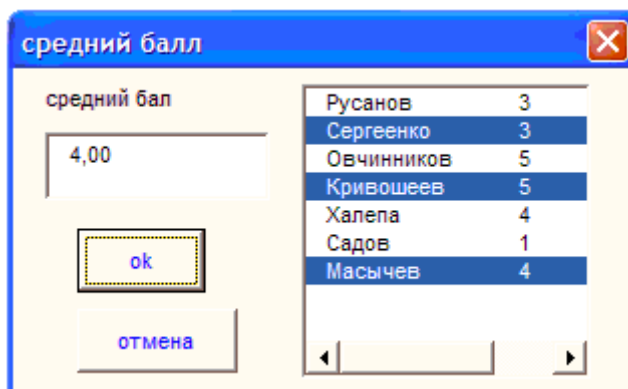 средний балл
средний бал
4,00
ok
отмена
Русанов 3
Сергеенко 3
Овчинников 5
Кривошеев 5
Халепа 4
Садов 1
Масычев 4